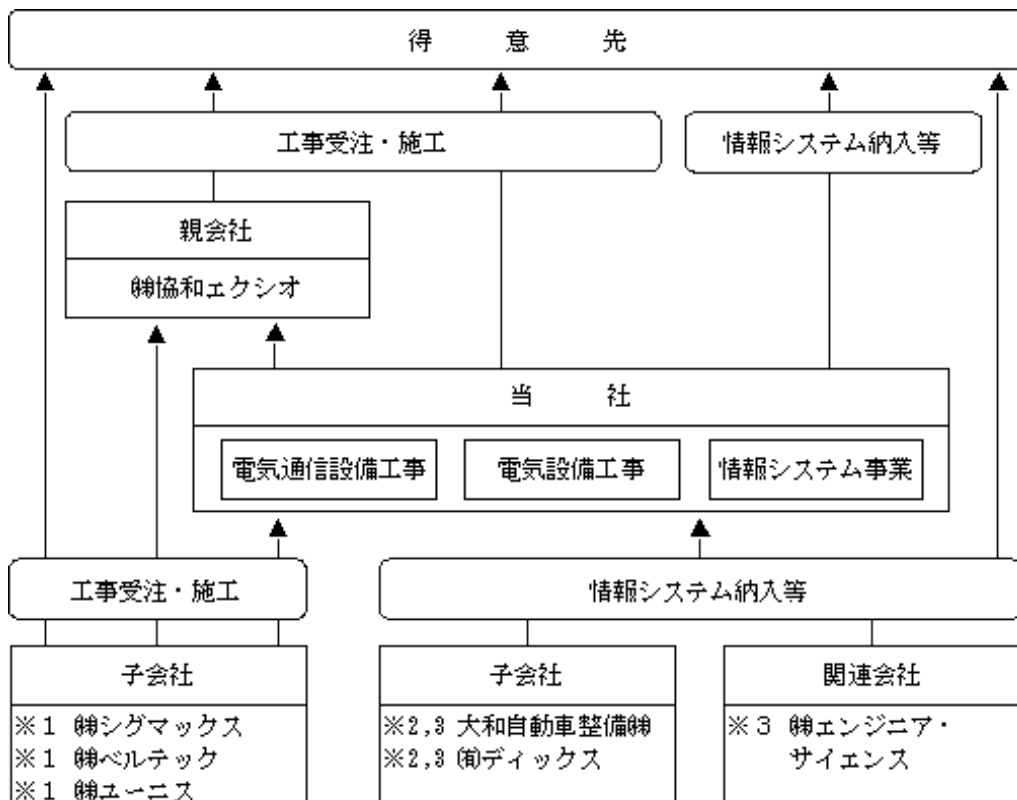 得意先
工事受注・施工
情報システム納入等
親会社
㈱協和エクシオ
当社
電気通信設備工事
電気設備工事
情報システム事業
工事受注・施工
情報システム納入等
子会社
※1 ㈱シグマックス
※1 ㈱ベルテック
※1 ㈱ユーニス
子会社
※2,3 大和自動車整備㈱
※2,3 ㈲ディックス
関連会社
※3 ㈱エンジニア・
サイエンス